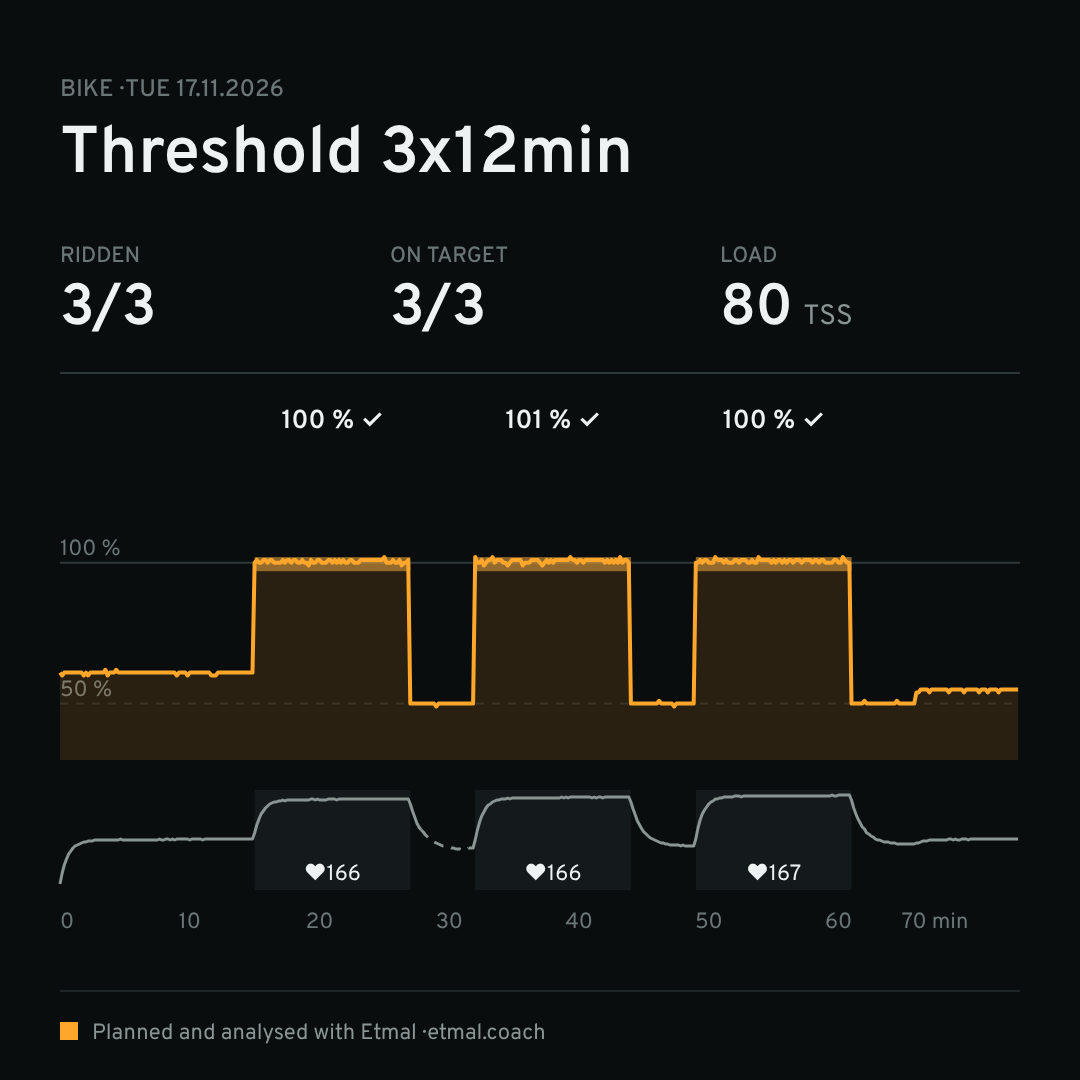 BIKE · TUE 17.11.2026
Threshold 3x12min
RIDDEN ON TARGET LOAD
3/3 3/3 80 TSS
100 % ✓ 101 % ✓ 100 % ✓
100 %
50 %
♥166 ♥166 ♥167
0 10 20 30 40 50 60 70 min
Planned and analysed with Etmal · etmal.coach